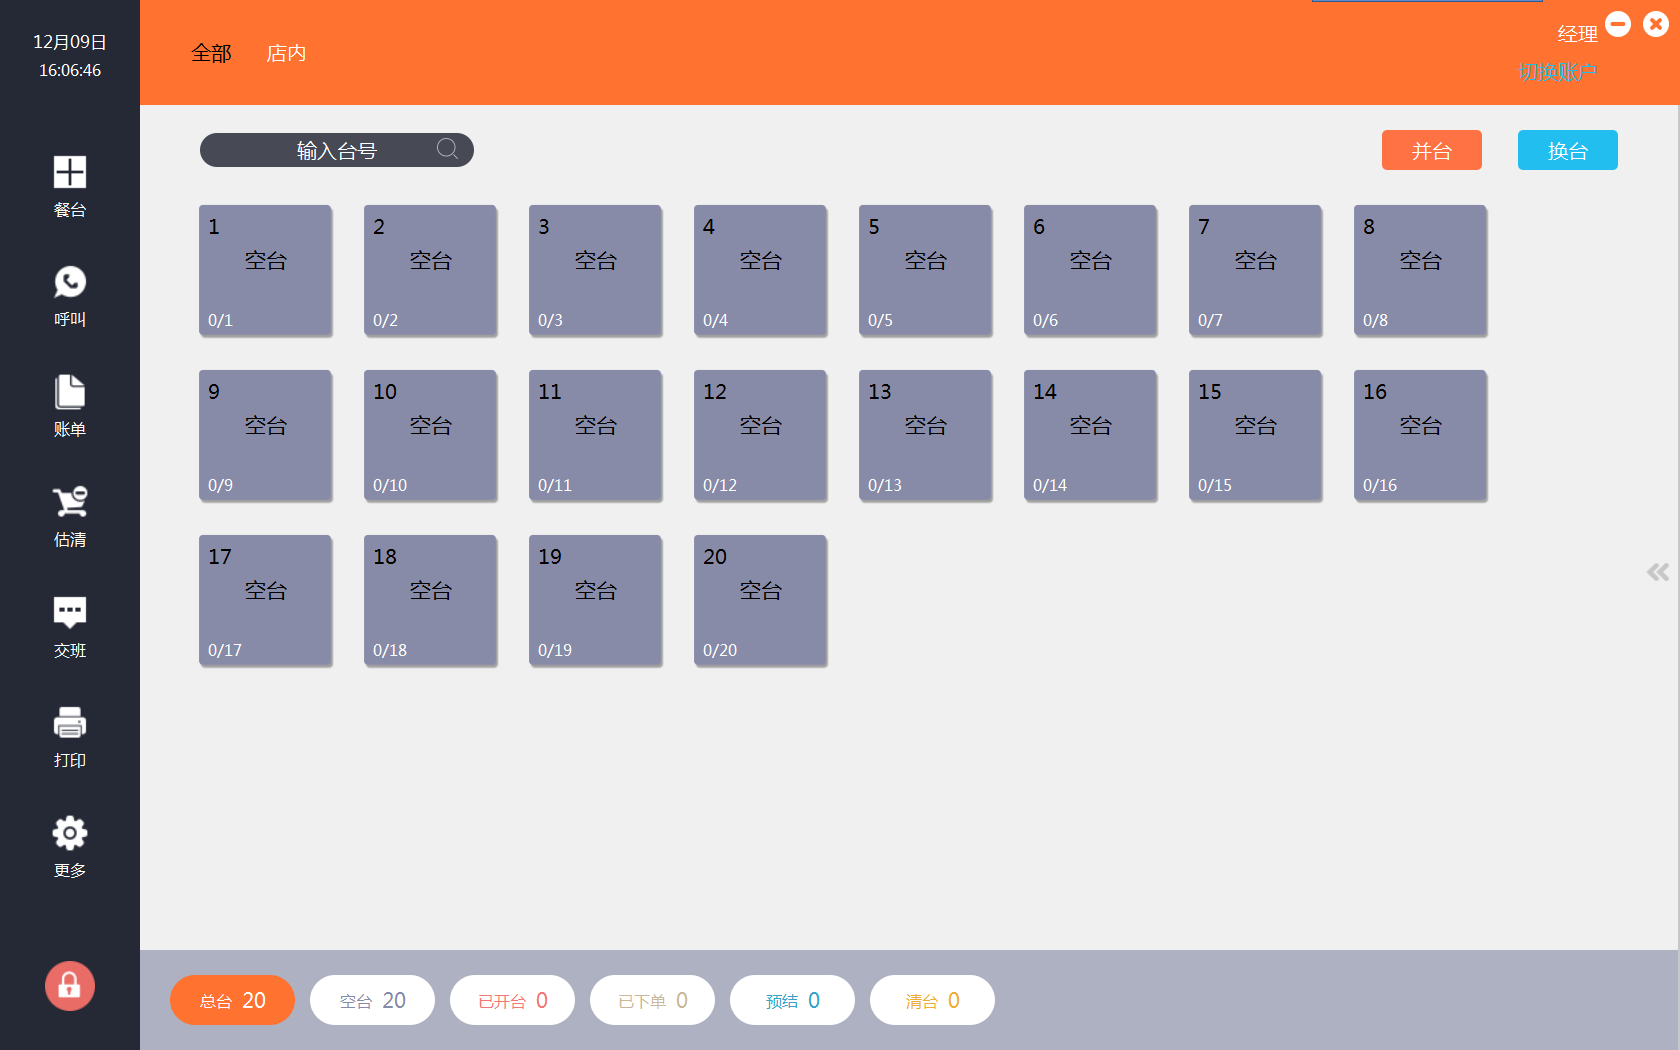 12月09日
16:06:46
餐台
呼叫
账单
估清
交班
打印
更多
全部 店内
经理
切换账户
输入台号
并台 换台
1 2 3 4 5 6 7 8
空台 空台 空台 空台 空台 空台 空台 空台
0/1 0/2 0/3 0/4 0/5 0/6 0/7 0/8
9 10 11 12 13 14 15 16
空台 空台 空台 空台 空台 空台 空台 空台
0/9 0/10 0/11 0/12 0/13 0/14 0/15 0/16
17 18 19 20
空台 空台 空台 空台
0/17 0/18 0/19 0/20
总台 20 空台 20 已开台 0 已下单 0 预结 0 清台 0